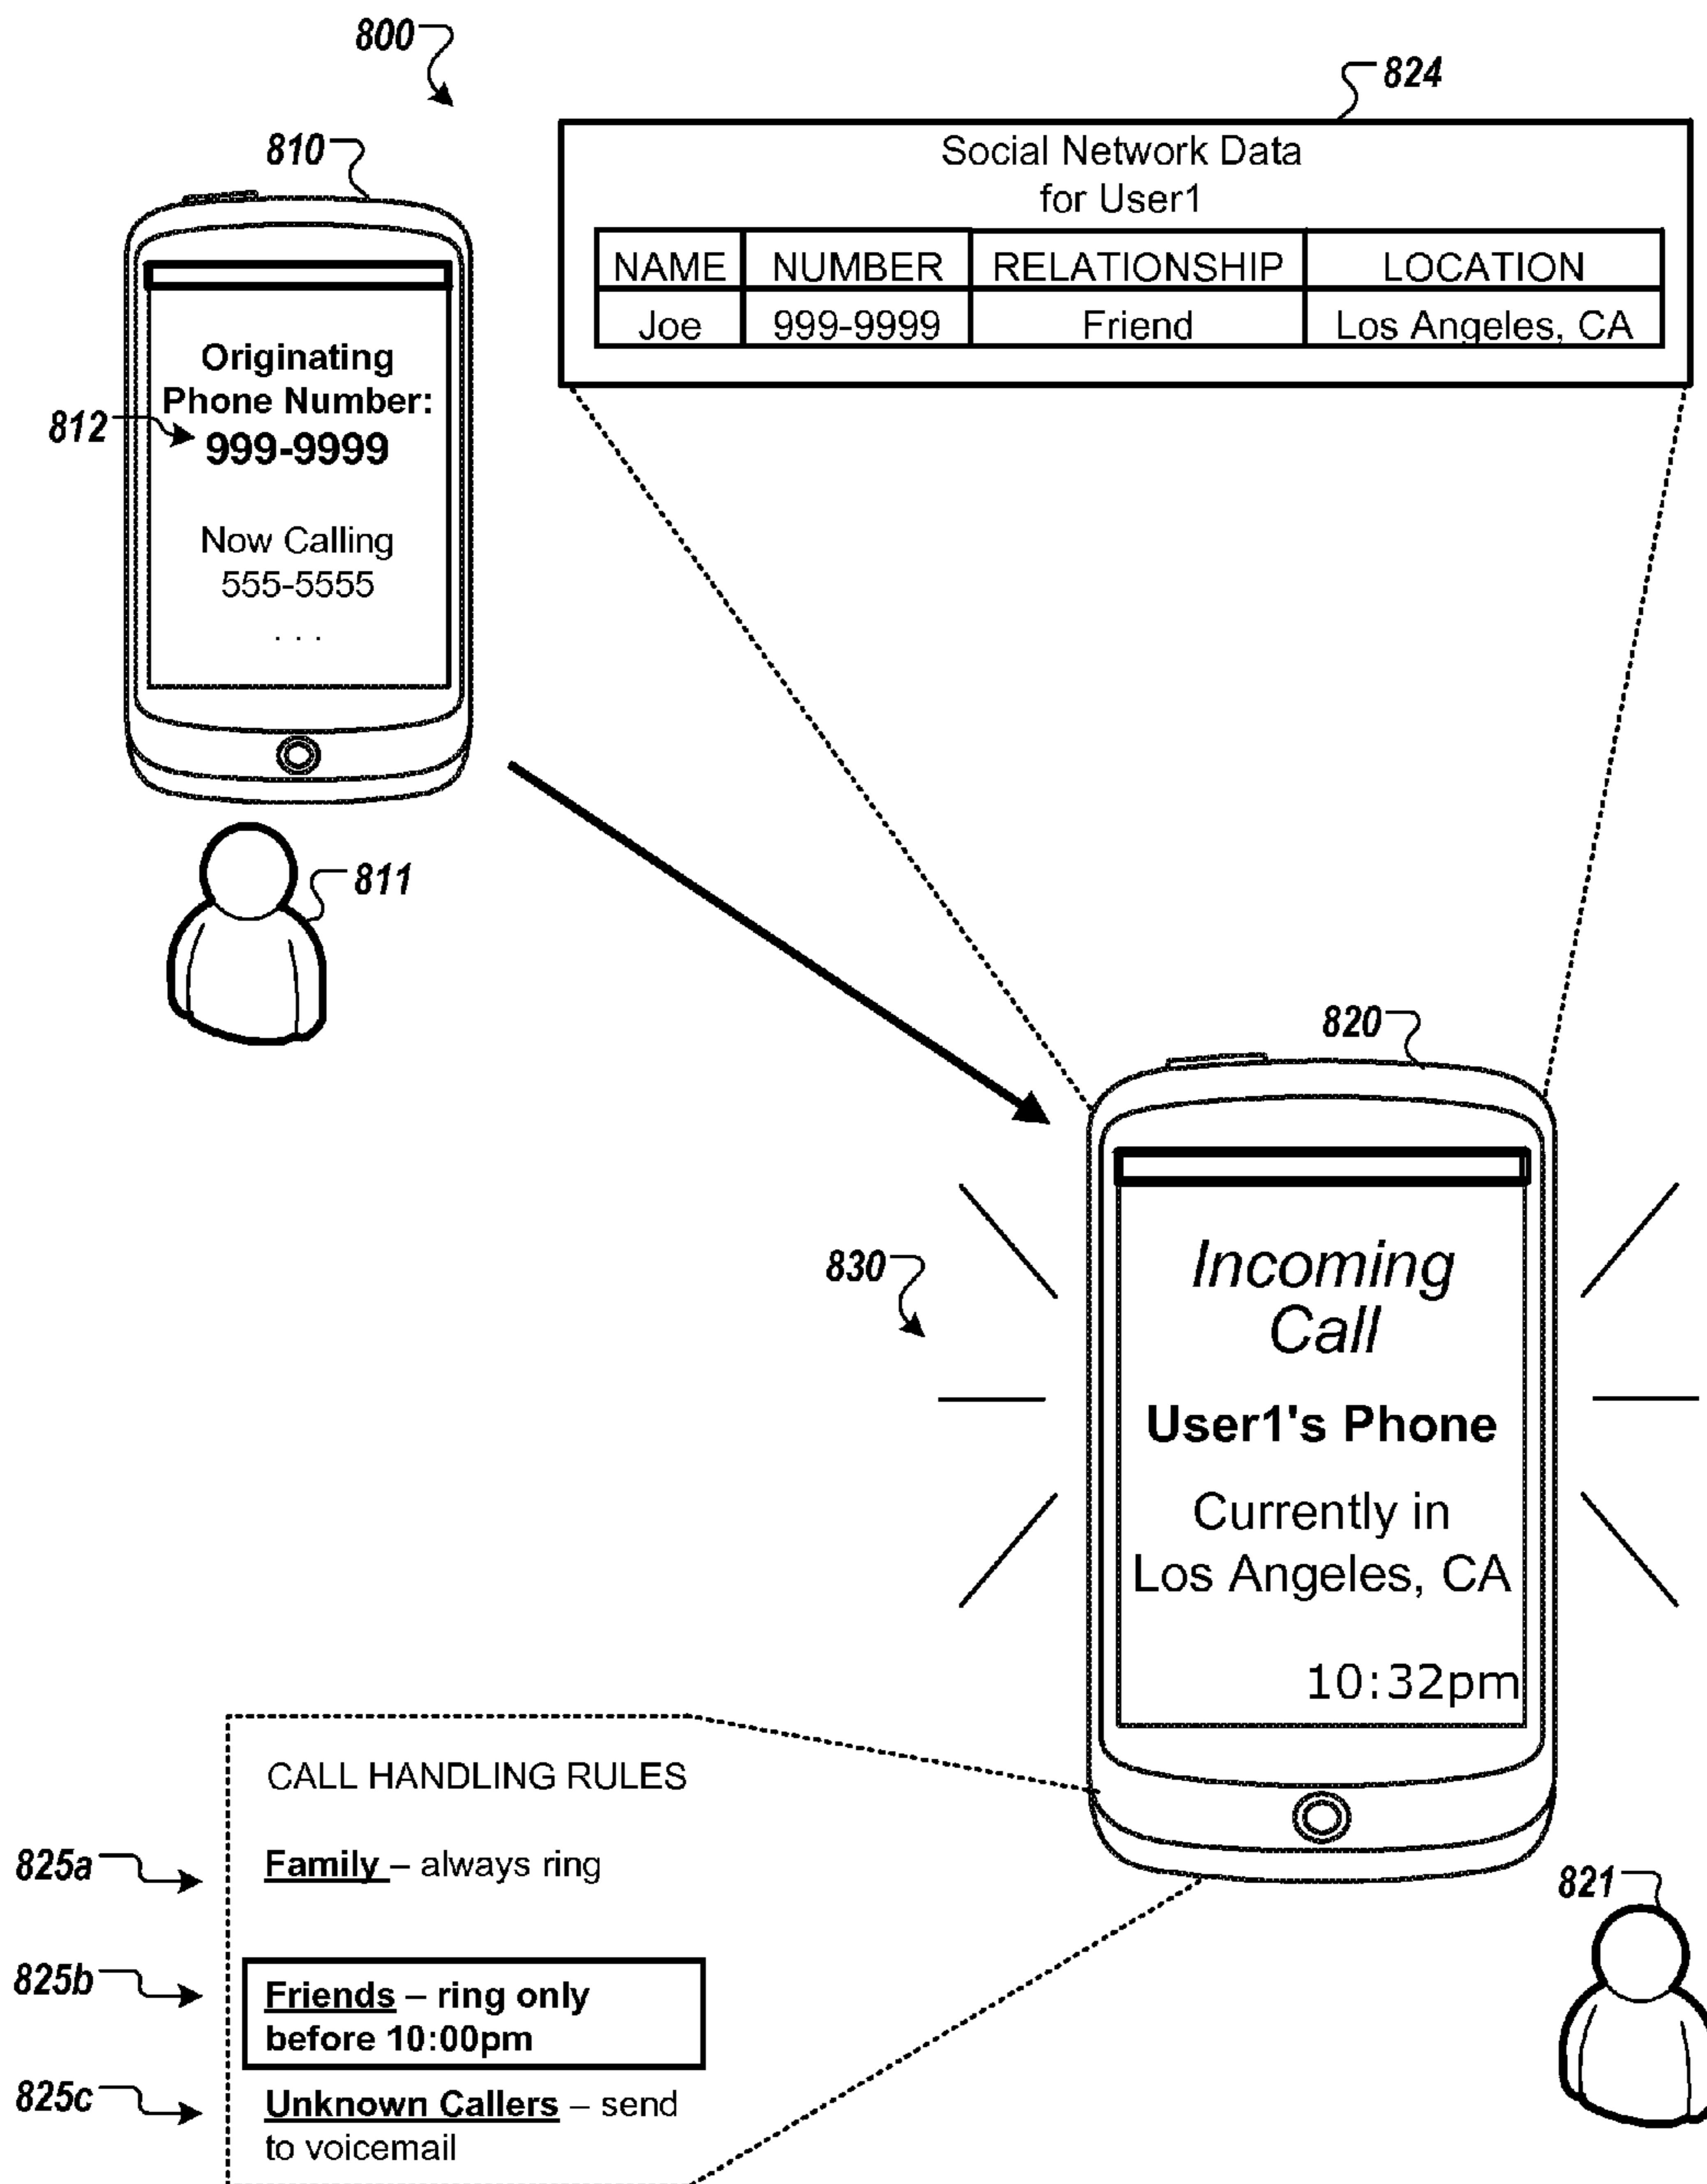 800
824
810
Social Network Data
for User1
NAME NUMBER RELATIONSHIP LOCATION
Joe 999-9999 Friend Los Angeles, CA
Originating
Phone Number:
812
999-9999
Now Calling
555-5555
. . .
811
820
830
Incoming
Call
User1's Phone
Currently in
Los Angeles, CA
10:32pm
CALL HANDLING RULES
825a
Family – always ring
821
825b
Friends – ring only
before 10:00pm
825c
Unknown Callers – send
to voicemail